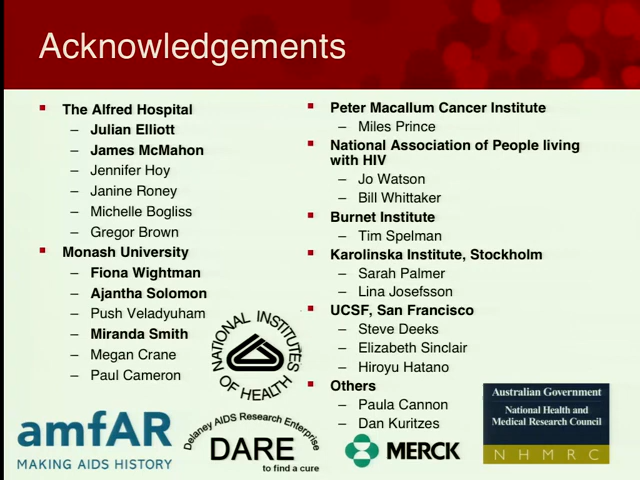 Acknowledgements
The Alfred Hospital
– Julian Elliott
– James McMahon
– Jennifer Hoy
– Janine Roney
– Michelle Bogliss
– Gregor Brown
Monash University
– Fiona Wightman
– Ajantha Solomon
– Push Veladyuham
– Miranda Smith
– Megan Crane
– Paul Cameron
Peter Macallum Cancer Institute
– Miles Prince
National Association of People living
with HIV
– Jo Watson
– Bill Whittaker
Burnet Institute
– Tim Spelman
Karolinska Institute, Stockholm
– Sarah Palmer
– Lina Josefsson
UCSF, San Francisco
– Steve Deeks
– Elizabeth Sinclair
– Hiroyu Hatano
Others
– Paula Cannon
– Dan Kuritzes
NATIONAL INSTITUTES
OF HEALTH
amfAR
MAKING AIDS HISTORY
Delaney AIDS Research Enterprise
DARE
to find a cure
MERCK
Australian Government
National Health and
Medical Research Council
N H M R C